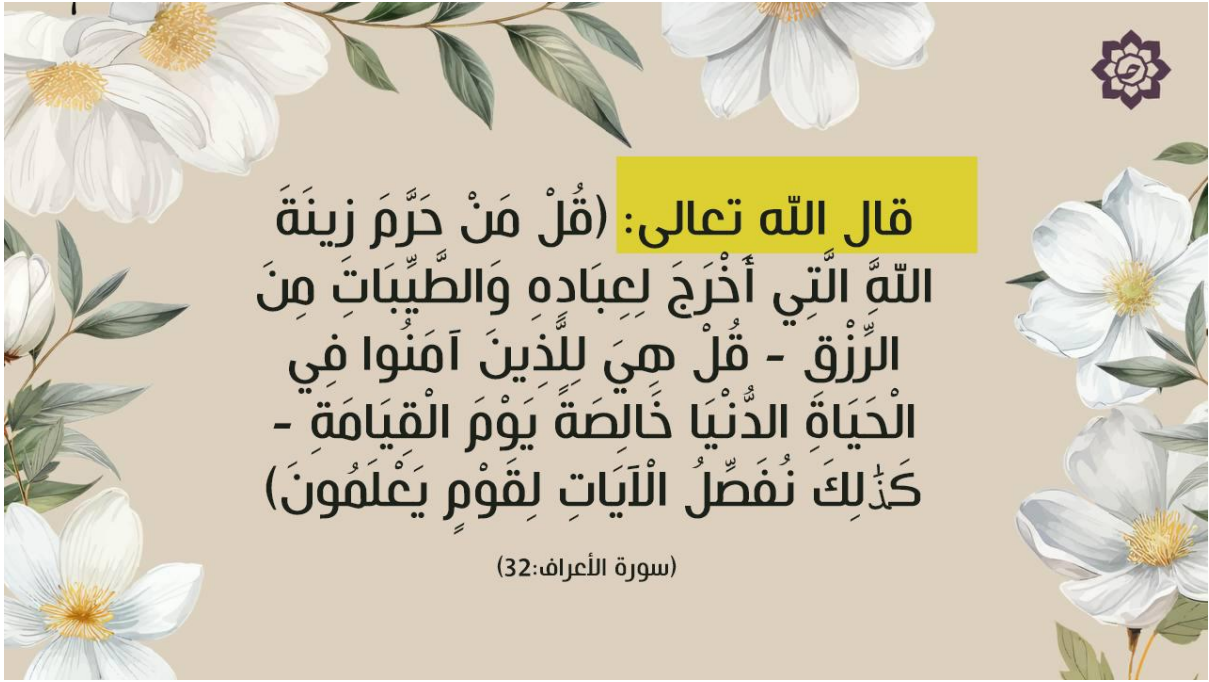 قال الله تعالى: (قُلْ مَنْ حَرَّمَ زِينَةَ
اللَّهِ الَّتِي أَخْرَجَ لِعِبَادِهِ وَالطَّيِّبَاتِ مِنَ
الرِّزْقِ - قُلْ هِيَ لِلَّذِينَ آمَنُوا فِي
الْحَيَاةِ الدُّنْيَا خَالِصَةً يَوْمَ الْقِيَامَةِ -
كَذَٰلِكَ نُفَصِّلُ الْآيَاتِ لِقَوْمٍ يَعْلَمُونَ)
(سورة الأعراف:32)